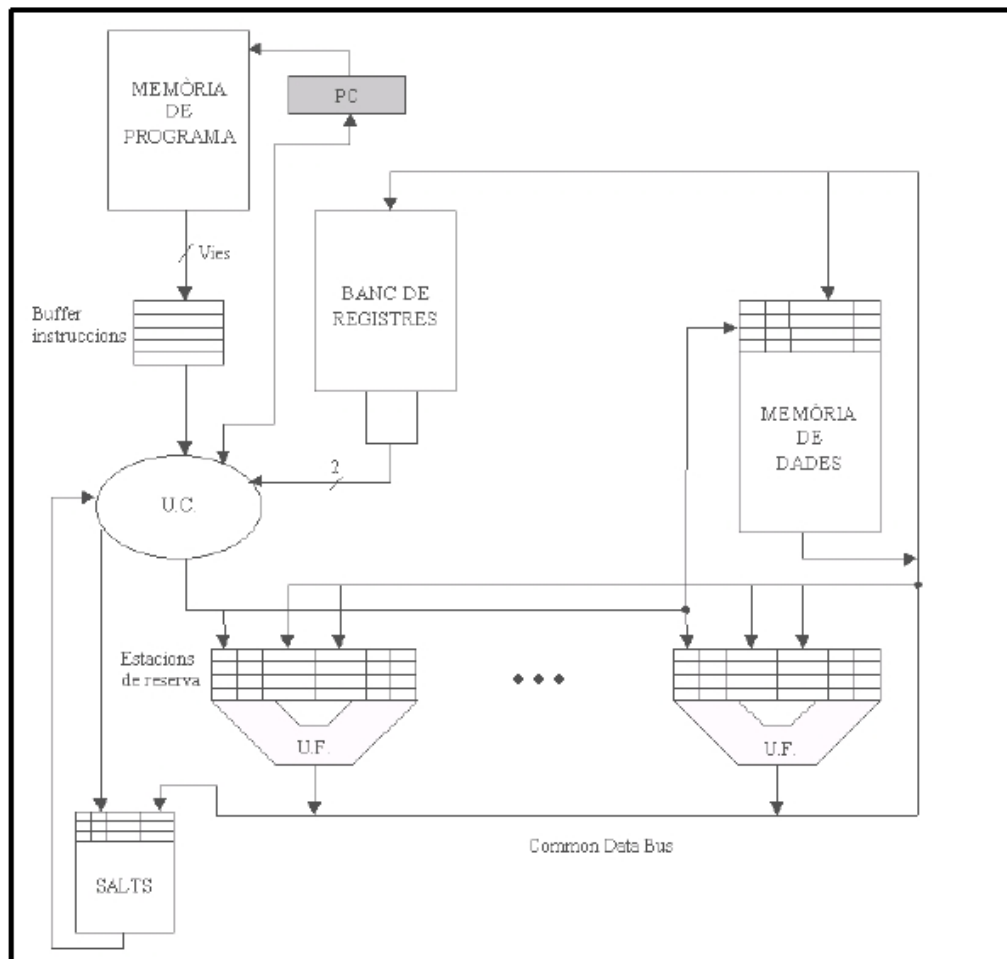 MEMÒRIA
DE
PROGRAMA
PC
Vies
Buffer
instruccions
BANC DE
REGISTRES
MEMÒRIA
DE
DADES
2
U.C.
Estacions
de reserva
U.F.
U.F.
Common Data Bus
SALTS